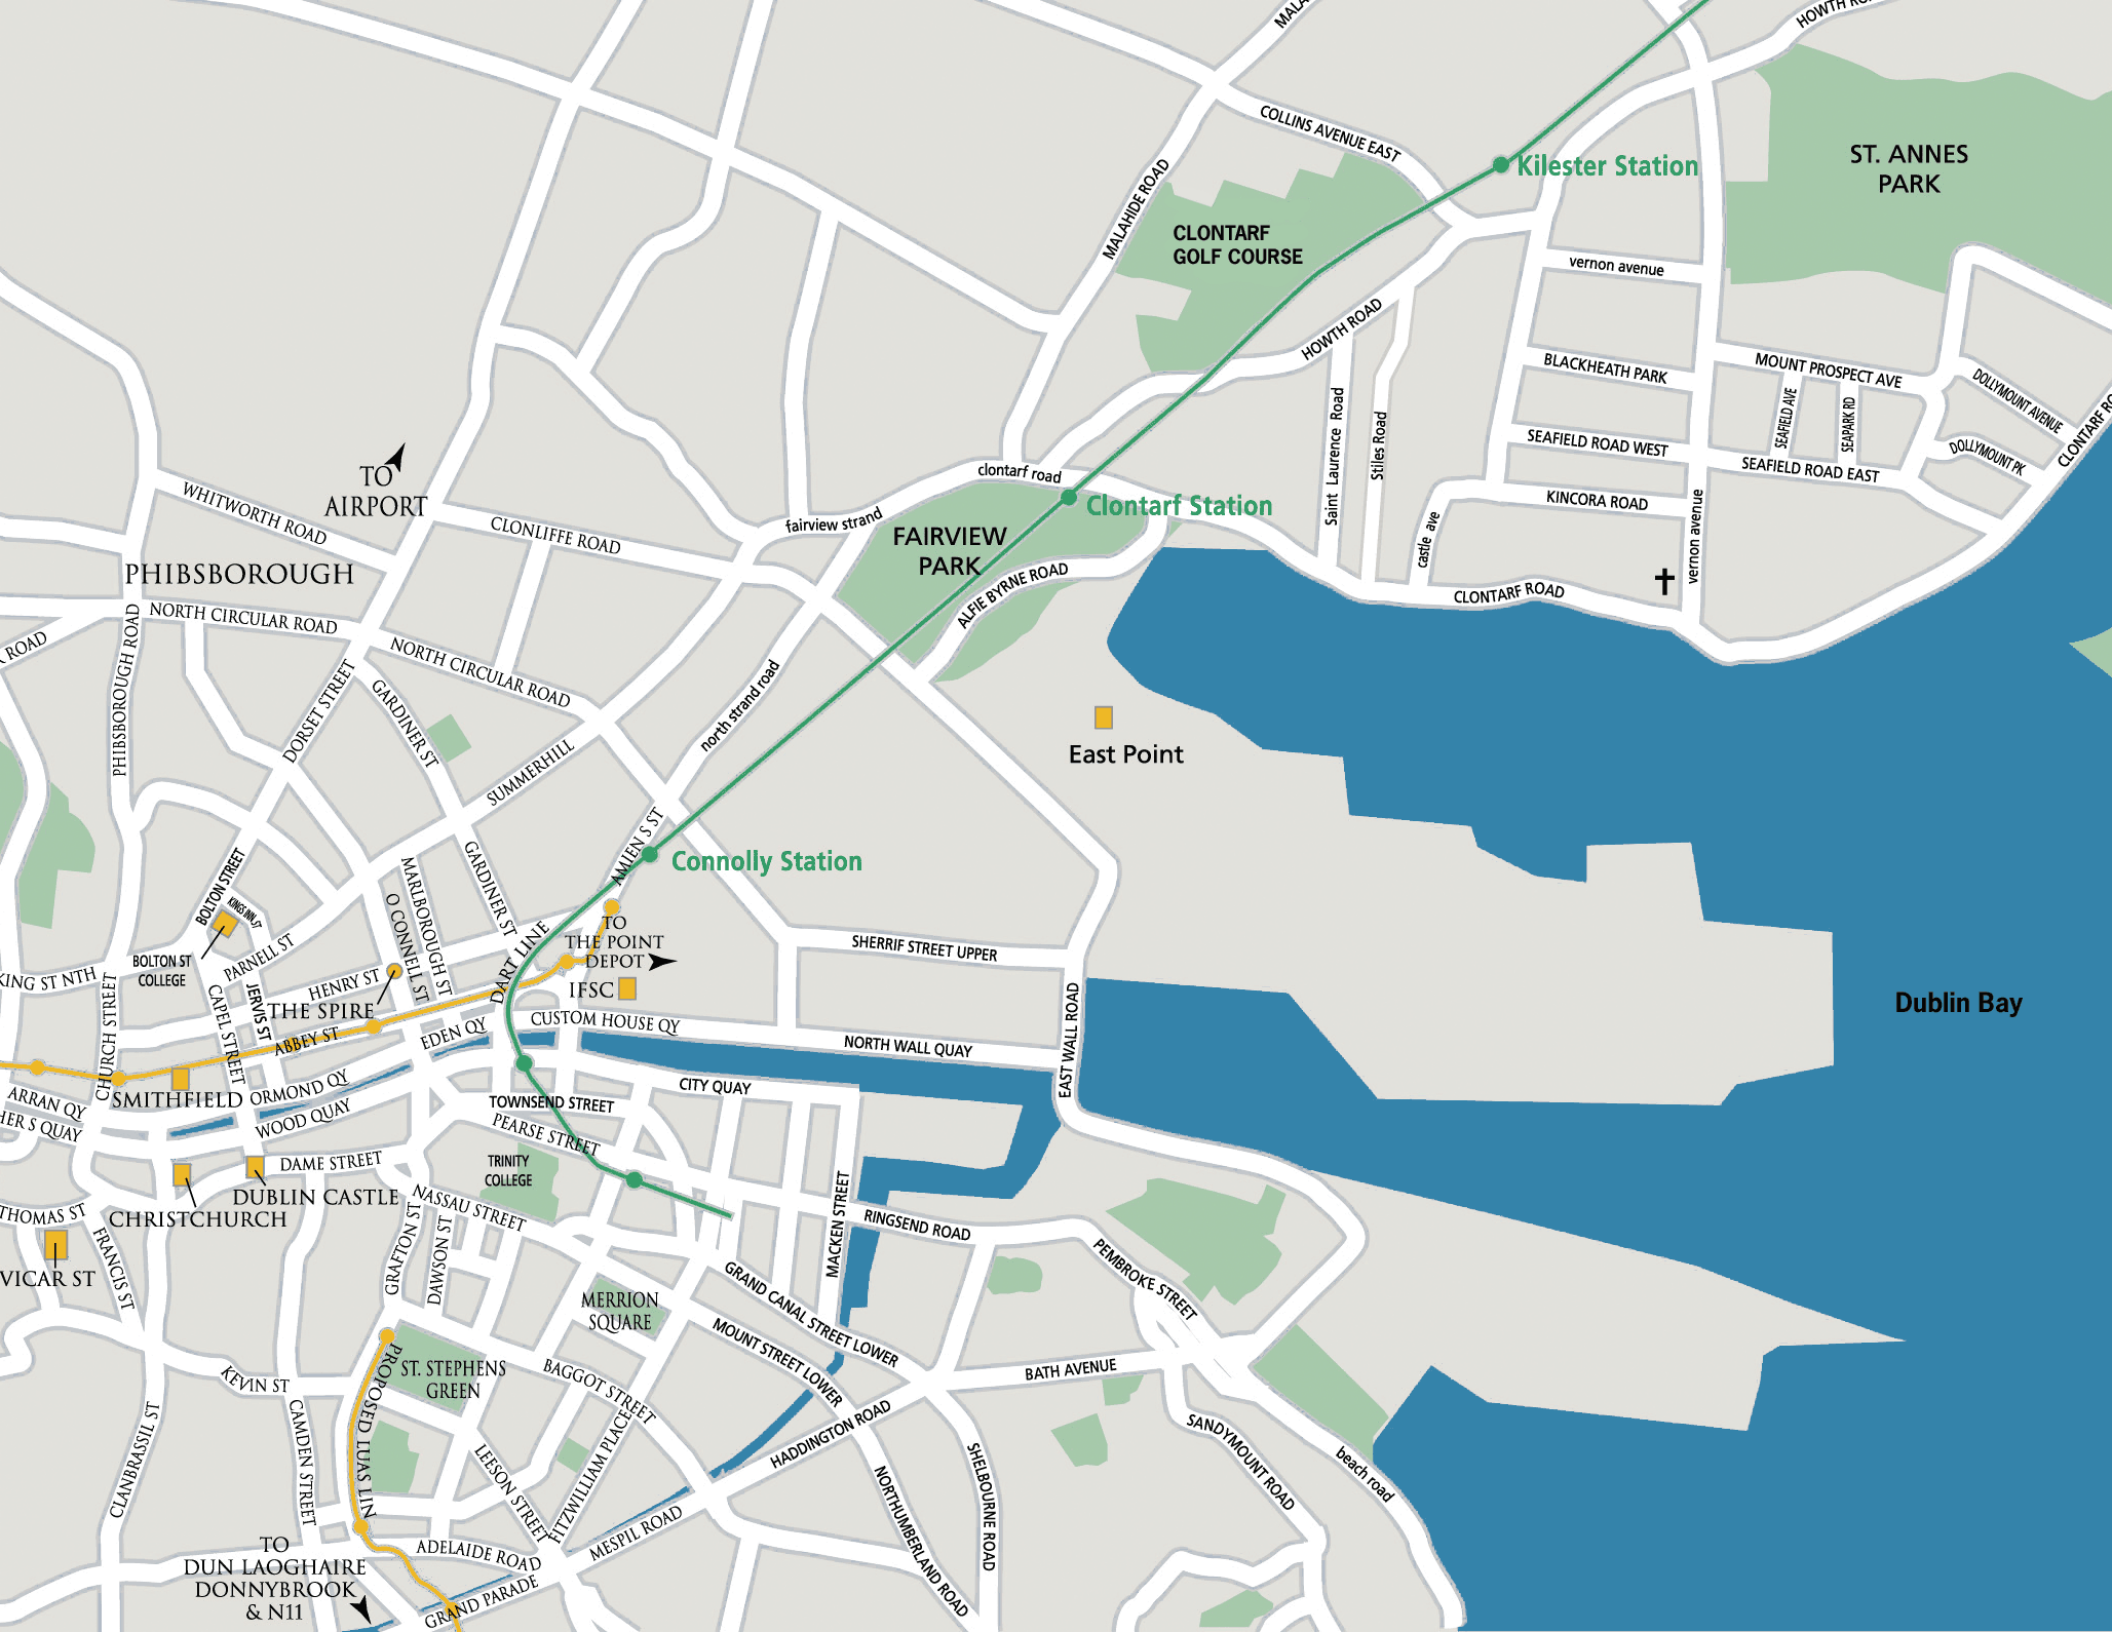 MALA
HOWTH RO
COLLINS AVENUE EAST
Kilester Station
ST. ANNES
PARK
MALAHIDE ROAD
CLONTARF
GOLF COURSE
vernon avenue
HOWTH ROAD
BLACKHEATH PARK
MOUNT PROSPECT AVE
DOLLYMOUNT AVENUE
SEAFIELD AVE
SEAPARK RD
CLONTARF RO
Saint Laurence Road
Stiles Road
SEAFIELD ROAD WEST
DOLLYMOUNT PK
SEAFIELD ROAD EAST
TO
AIRPORT
clontarf road
WHITWORTH ROAD
Clontarf Station
KINCORA ROAD
castle ave
vernon avenue
CLONLIFFE ROAD
fairview strand
FAIRVIEW
PARK
PHIBSBOROUGH
ALFIE BYRNE ROAD
CLONTARF ROAD
NORTH CIRCULAR ROAD
ROAD
NORTH CIRCULAR ROAD
PHIBSBOROUGH ROAD
DORSET STREET
GARDINER ST
north strand road
East Point
SUMMERHILL
AMIEN S ST
Connolly Station
BOLTON STREET
KINGS INN ST
MARLBOROUGH ST
O CONNELL ST
GARDINER ST
DART LINE
TO
THE POINT
DEPOT
SHERRIF STREET UPPER
BOLTON ST
COLLEGE
PARNELL ST
KING ST NTH
HENRY ST
IFSC
CAPEL STREET
JERVIS ST
THE SPIRE
CHURCH STREET
ABBEY ST
EDEN QY
CUSTOM HOUSE QY
NORTH WALL QUAY
EAST WALL ROAD
Dublin Bay
CITY QUAY
SMITHFIELD
ORMOND QY
ARRAN QY
HER S QUAY
WOOD QUAY
TOWNSEND STREET
PEARSE STREET
DAME STREET
TRINITY
COLLEGE
DUBLIN CASTLE
CHRISTCHURCH
THOMAS ST
NASSAU STREET
MACKEN STREET
RINGSEND ROAD
GRAFTON ST
DAWSON ST
FRANCIS ST
VICAR ST
PEMBROKE STREET
GRAND CANAL STREET LOWER
MERRION
SQUARE
MOUNT STREET LOWER
BATH AVENUE
ST. STEPHENS
GREEN
PROPOSED LUAS LIN
BAGGOT STREET
KEVIN ST
CAMDEN STREET
CLANBRASSIL ST
HADDINGTON ROAD
LEESON STREET
FITZWILLIAM PLACE
SANDYMOUNT ROAD
beach road
SHELBOURNE ROAD
NORTHUMBERLAND ROAD
MESPIL ROAD
ADELAIDE ROAD
GRAND PARADE
TO
DUN LAOGHAIRE
DONNYBROOK
& N11